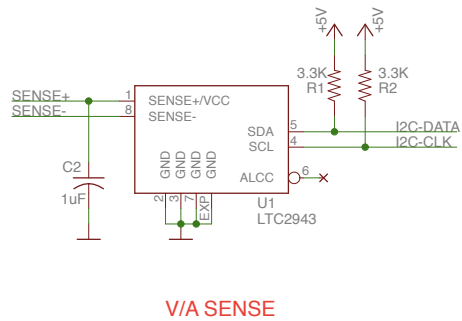 +5V +5V
3.3K 3.3K
R1 R2
SENSE+ 1 SENSE+/VCC
SENSE- 8 SENSE-
SDA 5 I2C-DATA
SCL 4 I2C-CLK
C2
1uF
GND GND GND GND
ALCC 6
2 3 7 EXP
U1
LTC2943
V/A SENSE